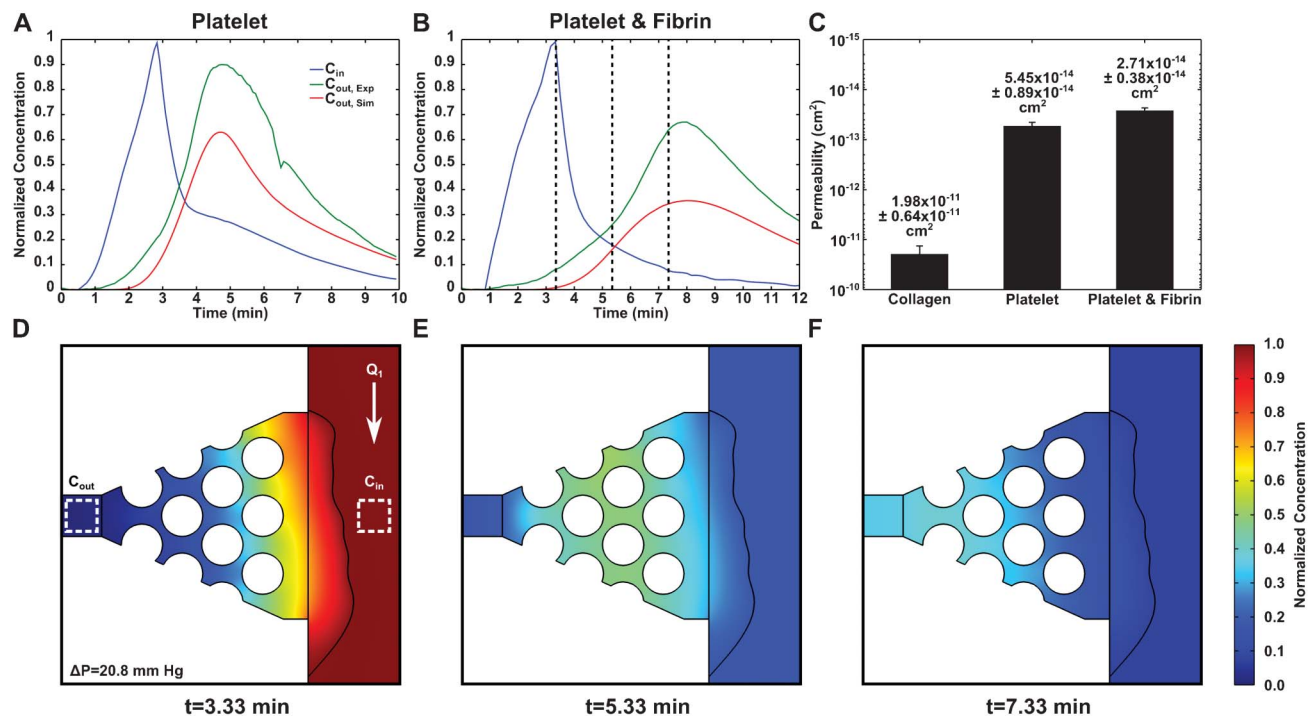 A
Platelet
Normalized Concentration
1
0.9
0.8
0.7
0.6
0.5
0.4
0.3
0.2
0.1
0
0 1 2 3 4 5 6 7 8 9 10
Time (min)
C_in
C_out, Exp
C_out, Sim
B
Platelet & Fibrin
Normalized Concentration
1
0.9
0.8
0.7
0.6
0.5
0.4
0.3
0.2
0.1
0
0 1 2 3 4 5 6 7 8 9 10 11 12
Time (min)
C
Permeability (cm²)
10⁻¹⁵
10⁻¹⁴
10⁻¹³
10⁻¹²
10⁻¹¹
10⁻¹⁰
1.98x10⁻¹¹
± 0.64x10⁻¹¹
cm²
5.45x10⁻¹⁴
± 0.89x10⁻¹⁴
cm²
2.71x10⁻¹⁴
± 0.38x10⁻¹⁴
cm²
Collagen Platelet Platelet & Fibrin
D
Q₁
C_out
C_in
ΔP=20.8 mm Hg
t=3.33 min
E
t=5.33 min
F
t=7.33 min
1.0
0.9
0.8
0.7
0.6
0.5
0.4
0.3
0.2
0.1
0.0
Normalized Concentration